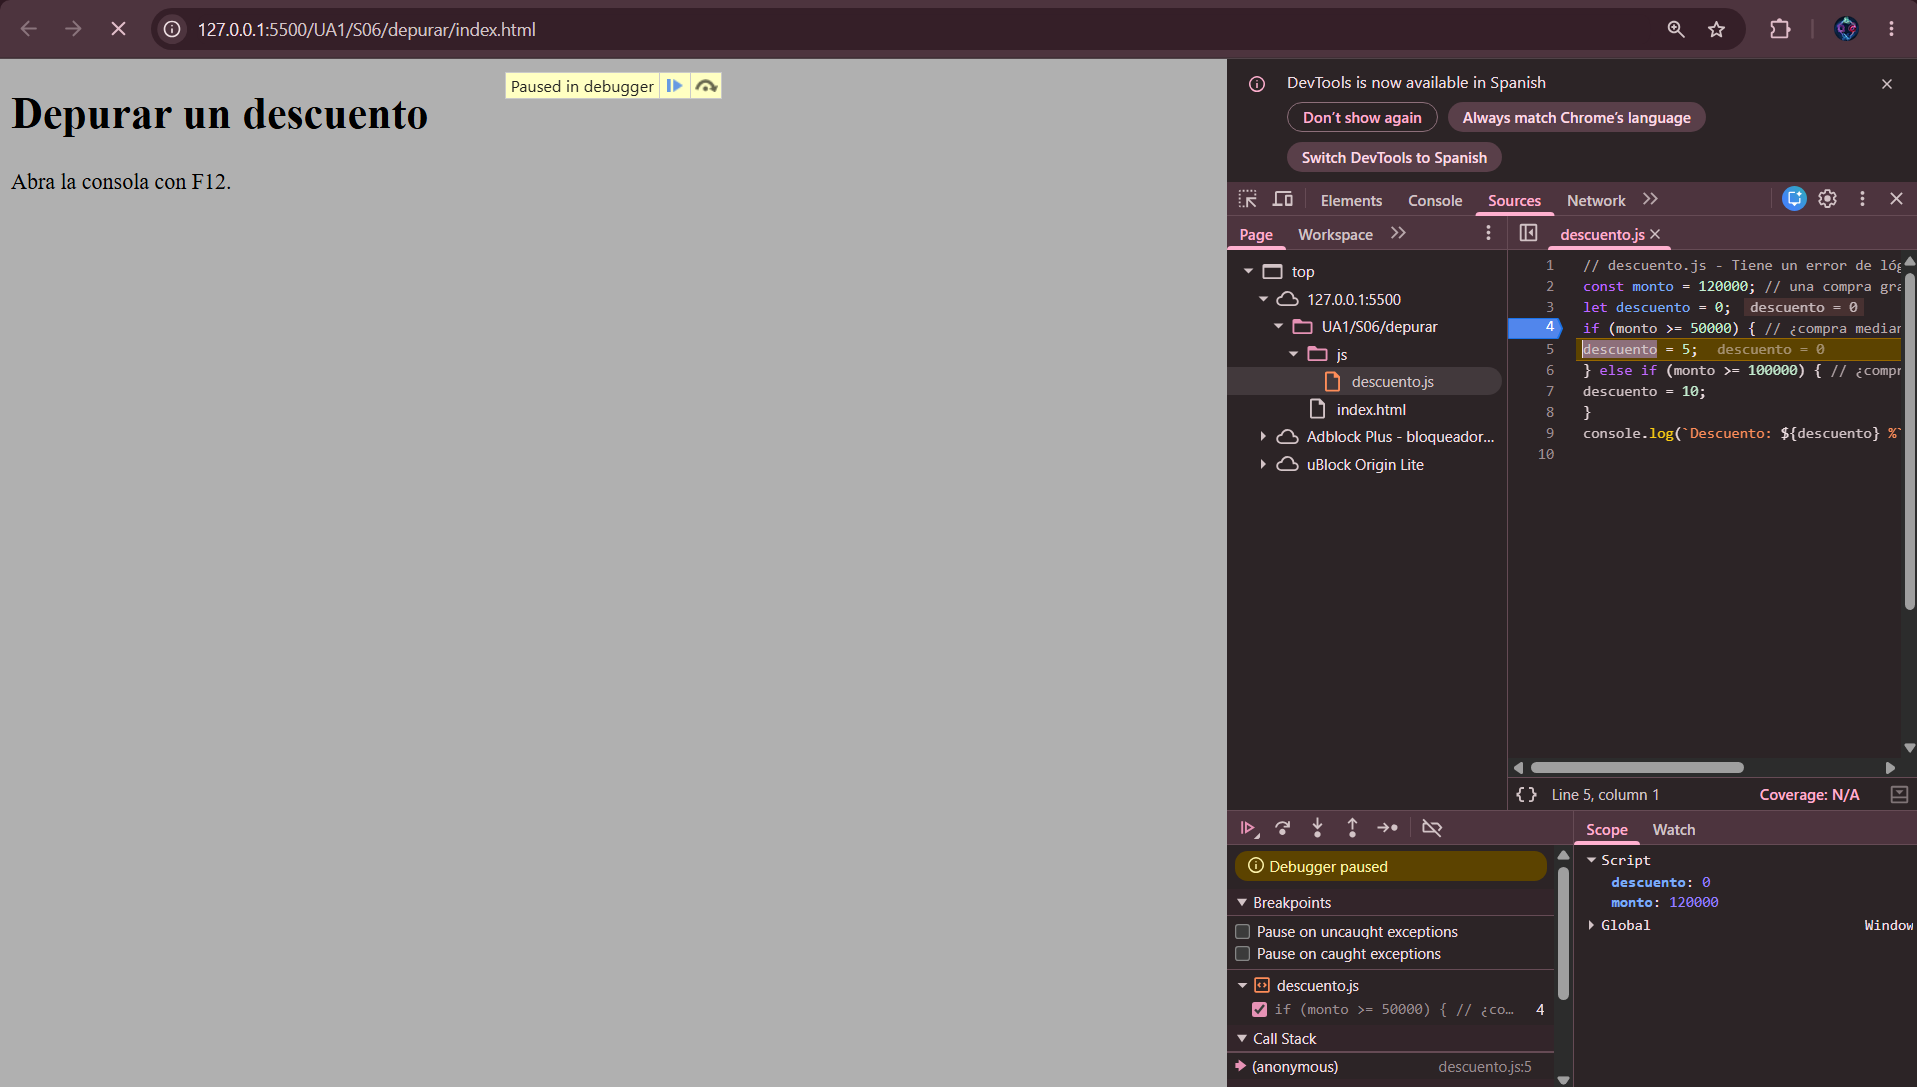 127.0.0.1:5500/UA1/S06/depurar/index.html
Paused in debugger
Depurar un descuento
Abra la consola con F12.
DevTools is now available in Spanish
Don't show again
Always match Chrome's language
Switch DevTools to Spanish
Elements Console Sources Network
Page Workspace
descuento.js
top
127.0.0.1:5500
UA1/S06/depurar
js
descuento.js
index.html
Adblock Plus - bloqueador...
uBlock Origin Lite
1 // descuento.js - Tiene un error de lóg
2 const monto = 120000; // una compra gra
3 let descuento = 0; descuento = 0
4 if (monto >= 50000) { // ¿compra median
5 descuento = 5; descuento = 0
6 } else if (monto >= 100000) { // ¿compr
7 descuento = 10;
8 }
9 console.log(`Descuento: ${descuento} %`
10
{} Line 5, column 1 Coverage: N/A
Debugger paused
Breakpoints
Pause on uncaught exceptions
Pause on caught exceptions
descuento.js
if (monto >= 50000) { // ¿co... 4
Call Stack
(anonymous) descuento.js:5
Scope Watch
Script
descuento: 0
monto: 120000
Global Window